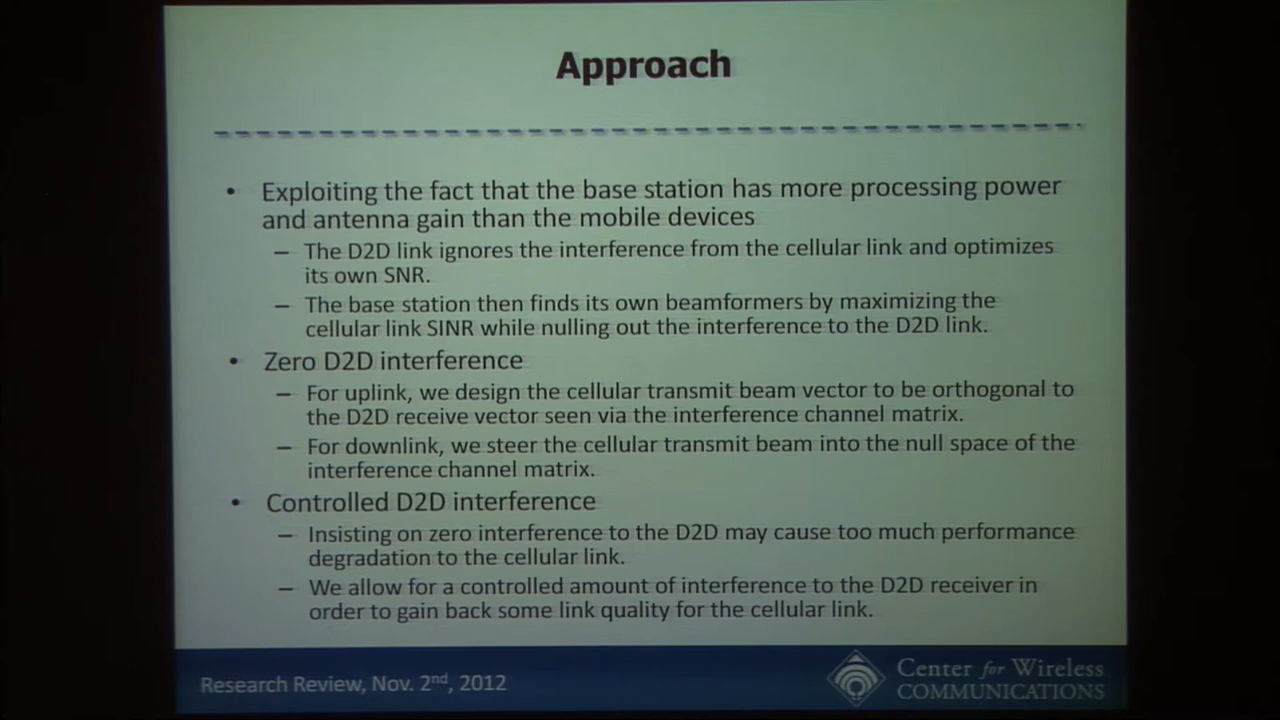 Approach
• Exploiting the fact that the base station has more processing power
and antenna gain than the mobile devices
– The D2D link ignores the interference from the cellular link and optimizes
its own SNR.
– The base station then finds its own beamformers by maximizing the
cellular link SINR while nulling out the interference to the D2D link.
• Zero D2D interference
– For uplink, we design the cellular transmit beam vector to be orthogonal to
the D2D receive vector seen via the interference channel matrix.
– For downlink, we steer the cellular transmit beam into the null space of the
interference channel matrix.
• Controlled D2D interference
– Insisting on zero interference to the D2D may cause too much performance
degradation to the cellular link.
– We allow for a controlled amount of interference to the D2D receiver in
order to gain back some link quality for the cellular link.
Research Review, Nov. 2nd, 2012
Center for Wireless
COMMUNICATIONS